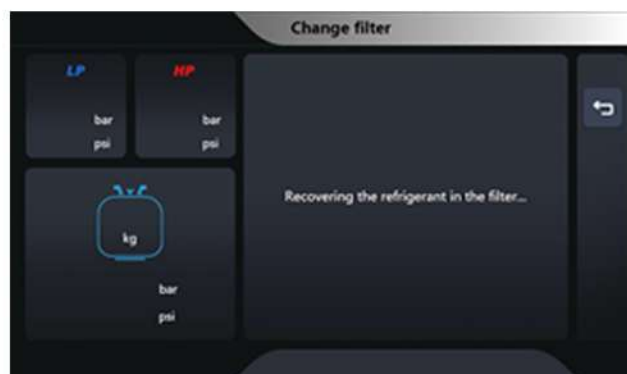 Change filter
LP
HP
bar
bar
psi
psi
Recovering the refrigerant in the filter...
kg
bar
psi